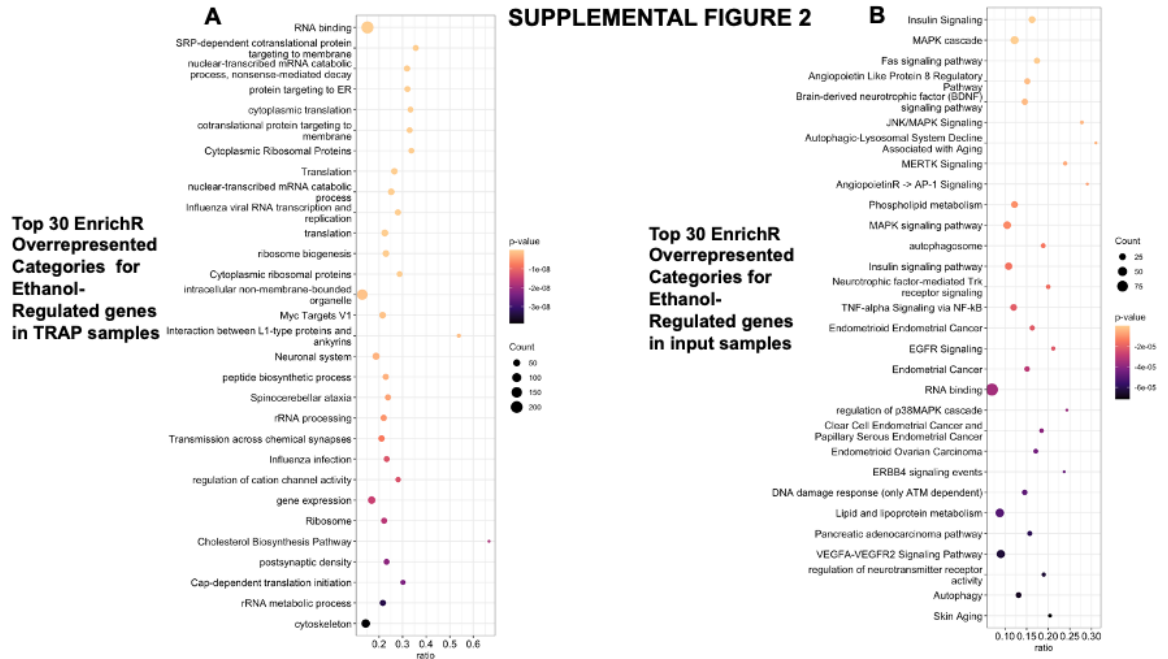 SUPPLEMENTAL FIGURE 2
A
Top 30 EnrichR
Overrepresented
Categories for
Ethanol-
Regulated genes
in TRAP samples
RNA binding
SRP-dependent cotranslational protein
targeting to membrane
nuclear-transcribed mRNA catabolic
process, nonsense-mediated decay
protein targeting to ER
cytoplasmic translation
cotranslational protein targeting to
membrane
Cytoplasmic Ribosomal Proteins
Translation
nuclear-transcribed mRNA catabolic
process
Influenza viral RNA transcription and
replication
translation
ribosome biogenesis
Cytoplasmic ribosomal proteins
intracellular non-membrane-bounded
organelle
Myc Targets V1
Interaction between L1-type proteins and
ankyrins
Neuronal system
peptide biosynthetic process
Spinocerebellar ataxia
rRNA processing
Transmission across chemical synapses
Influenza infection
regulation of cation channel activity
gene expression
Ribosome
Cholesterol Biosynthesis Pathway
postsynaptic density
Cap-dependent translation initiation
rRNA metabolic process
cytoskeleton
0.2 0.3 0.4 0.5 0.6
ratio
p-value
-1e-08
-2e-08
-3e-08
Count
50
100
150
200
B
Top 30 EnrichR
Overrepresented
Categories for
Ethanol-
Regulated genes
in input samples
Insulin Signaling
MAPK cascade
Fas signaling pathway
Angiopoietin Like Protein 8 Regulatory
Pathway
Brain-derived neurotrophic factor (BDNF)
signaling pathway
JNK/MAPK Signaling
Autophagic-Lysosomal System Decline
Associated with Aging
MERTK Signaling
AngiopoietinR -> AP-1 Signaling
Phospholipid metabolism
MAPK signaling pathway
autophagosome
Insulin signaling pathway
Neurotrophic factor-mediated Trk
receptor signaling
TNF-alpha Signaling via NF-kB
Endometrioid Endometrial Cancer
EGFR Signaling
Endometrial Cancer
RNA binding
regulation of p38MAPK cascade
Clear Cell Endometrial Cancer and
Papillary Serous Endometrial Cancer
Endometrioid Ovarian Carcinoma
ERBB4 signaling events
DNA damage response (only ATM dependent)
Lipid and lipoprotein metabolism
Pancreatic adenocarcinoma pathway
VEGFA-VEGFR2 Signaling Pathway
regulation of neurotransmitter receptor
activity
Autophagy
Skin Aging
0.10 0.15 0.20 0.25 0.30
ratio
Count
25
50
75
p-value
-2e-05
-4e-05
-6e-05